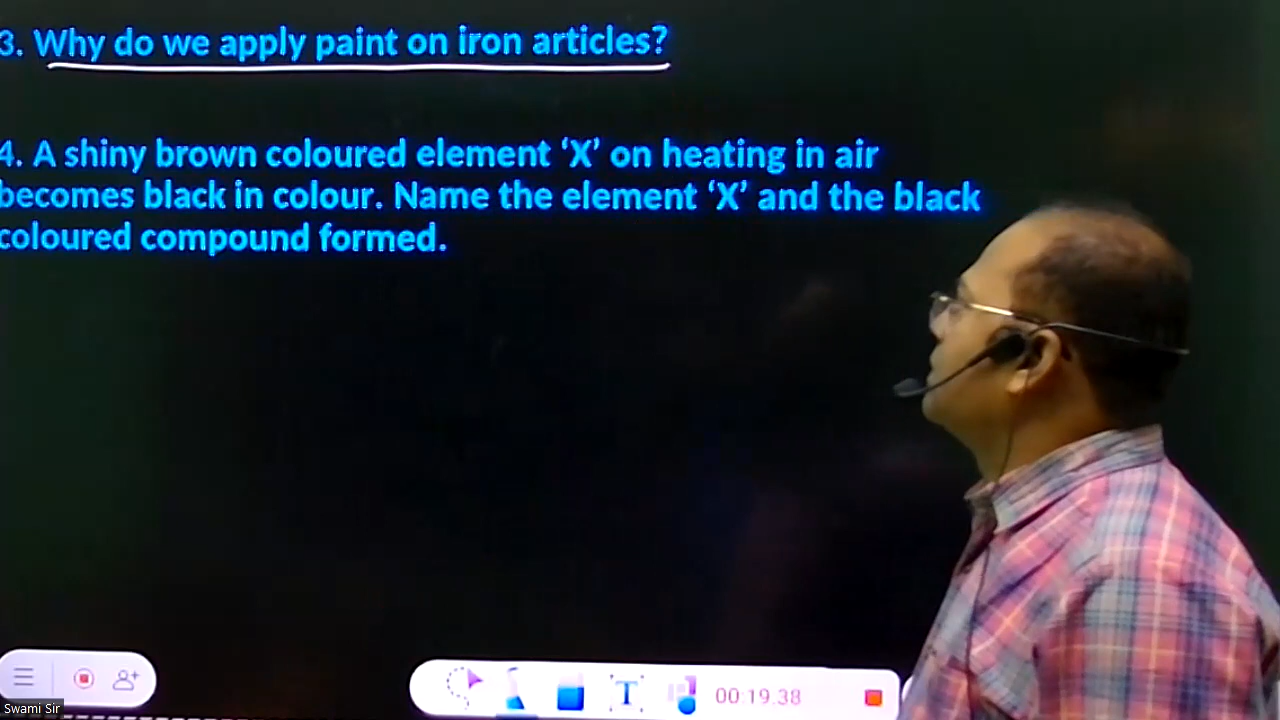 3. Why do we apply paint on iron articles?
4. A shiny brown coloured element ‘X’ on heating in air
becomes black in colour. Name the element ‘X’ and the black
coloured compound formed.
T
00:19.38
Swami Sir